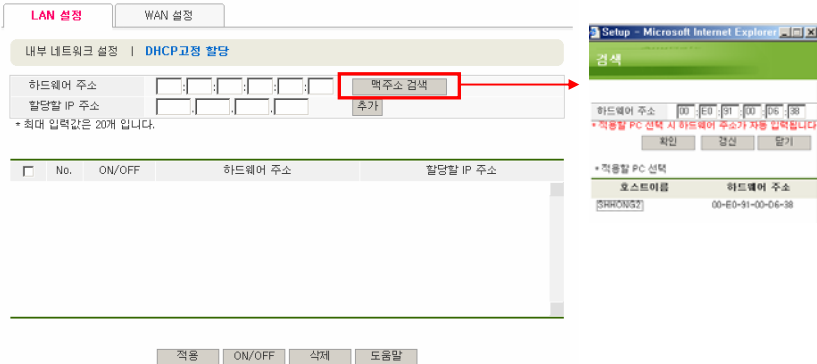 LAN 설정
WAN 설정
내부 네트워크 설정 | DHCP고정 할당
하드웨어 주소 : : : : : 맥주소 검색
할당할 IP 주소 . . . 추가
* 최대 입력값은 20개 입니다.
No. ON/OFF 하드웨어 주소 할당할 IP 주소
적용 ON/OFF 삭제 도움말
Setup - Microsoft Internet Explorer
검색
하드웨어 주소 00 : E0 : 91 : 00 : D6 : 38
* 적용할 PC 선택 시 하드웨어 주소가 자동 입력됩니다
확인 갱신 닫기
* 적용할 PC 선택
호스트이름 하드웨어 주소
SHHONG2 00-E0-91-00-D6-38